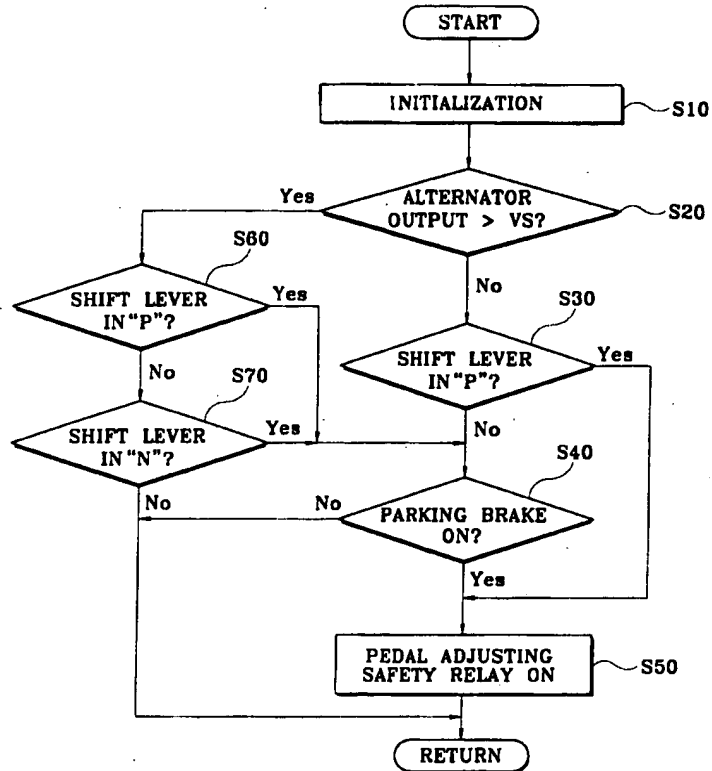 START
INITIALIZATION
S10
ALTERNATOR
OUTPUT > VS?
S20
Yes
No
S60
SHIFT LEVER
IN"P"?
Yes
No
S30
SHIFT LEVER
IN"P"?
Yes
No
S70
SHIFT LEVER
IN"N"?
Yes
No
S40
PARKING BRAKE
ON?
No
Yes
PEDAL ADJUSTING
SAFETY RELAY ON
S50
RETURN